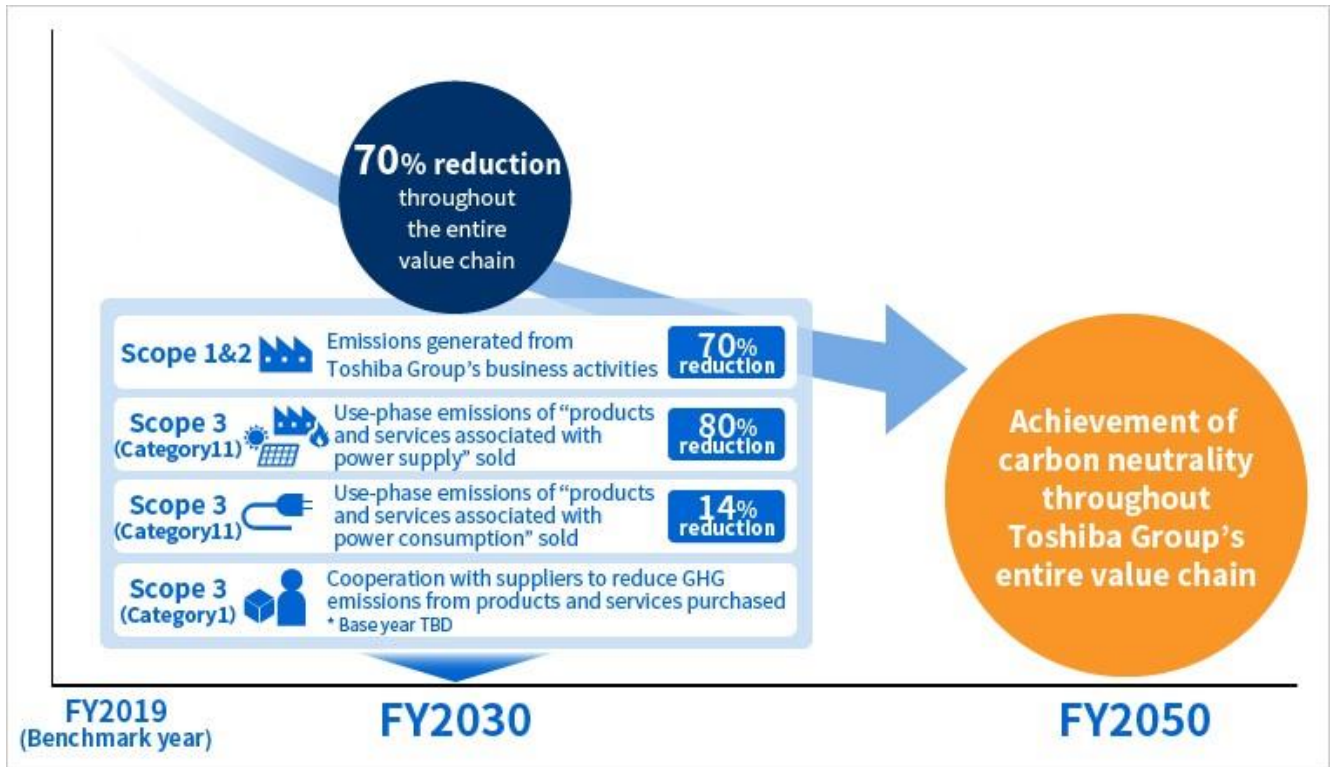 70% reduction
throughout
the entire
value chain
Scope 1&2
Emissions generated from
Toshiba Group's business activities
70%
reduction
Scope 3
(Category11)
Use-phase emissions of “products
and services associated with
power supply” sold
80%
reduction
Scope 3
(Category11)
Use-phase emissions of “products
and services associated with
power consumption” sold
14%
reduction
Scope 3
(Category1)
Cooperation with suppliers to reduce GHG
emissions from products and services purchased
* Base year TBD
Achievement of
carbon neutrality
throughout
Toshiba Group's
entire value chain
FY2019
(Benchmark year)
FY2030
FY2050